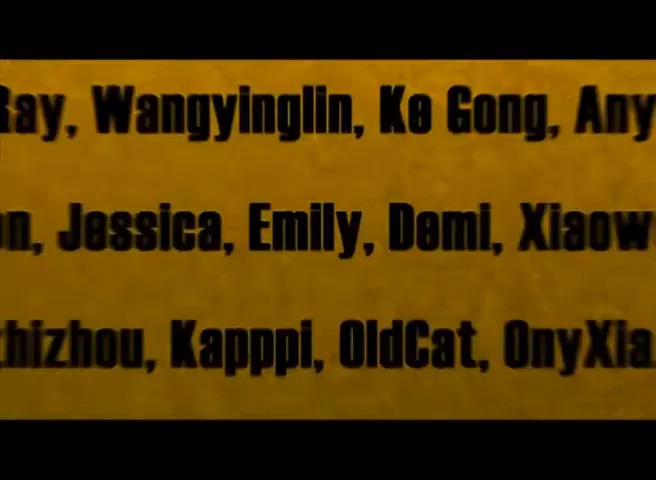 Ray, Wangyinglin, Ke Gong, Any
n, Jessica, Emily, Demi, Xiaow
zhizhou, Kapppi, OldCat, OnyXia